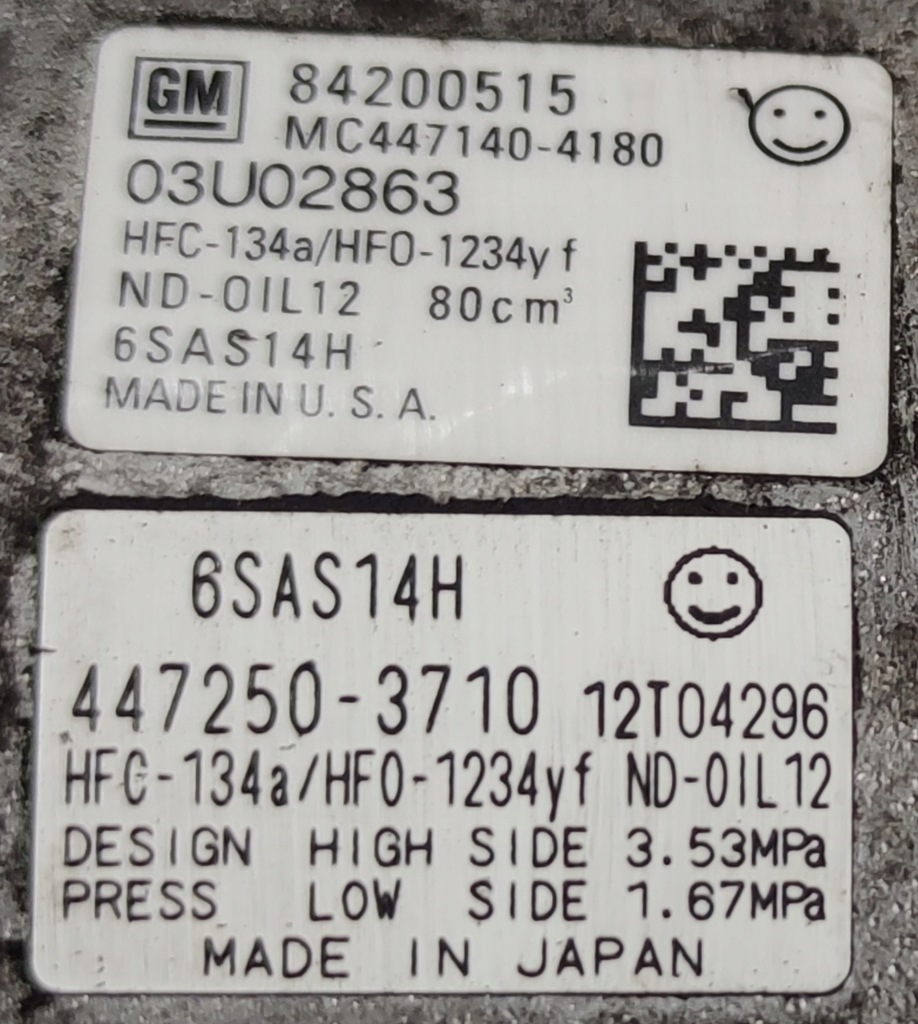 GM 84200515
MC447140-4180
03U02863
HFC-134a/HFO-1234yf
ND-OIL12 80cm³
6SAS14H
MADE IN U.S.A.
6SAS14H
447250-3710 12T04296
HFC-134a/HFO-1234yf ND-OIL12
DESIGN HIGH SIDE 3.53MPa
PRESS LOW SIDE 1.67MPa
MADE IN JAPAN